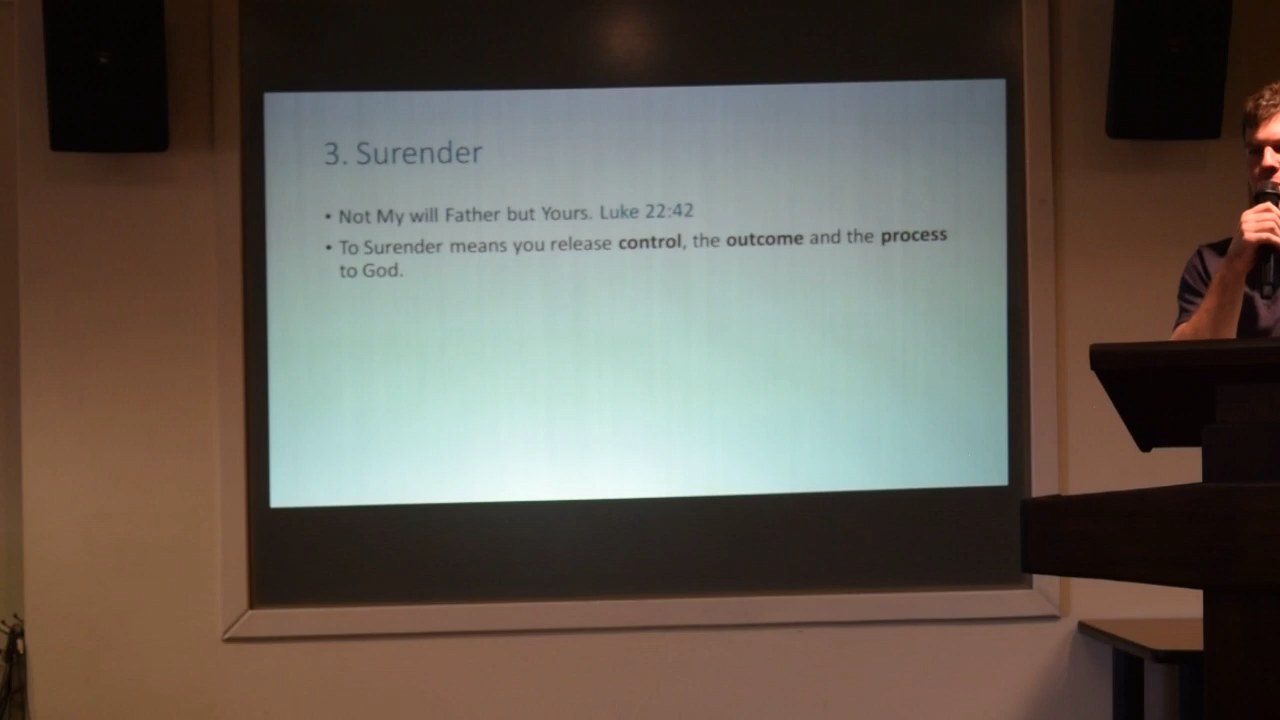 3. Surender
• Not My will Father but Yours. Luke 22:42
• To Surender means you release control, the outcome and the process
to God.